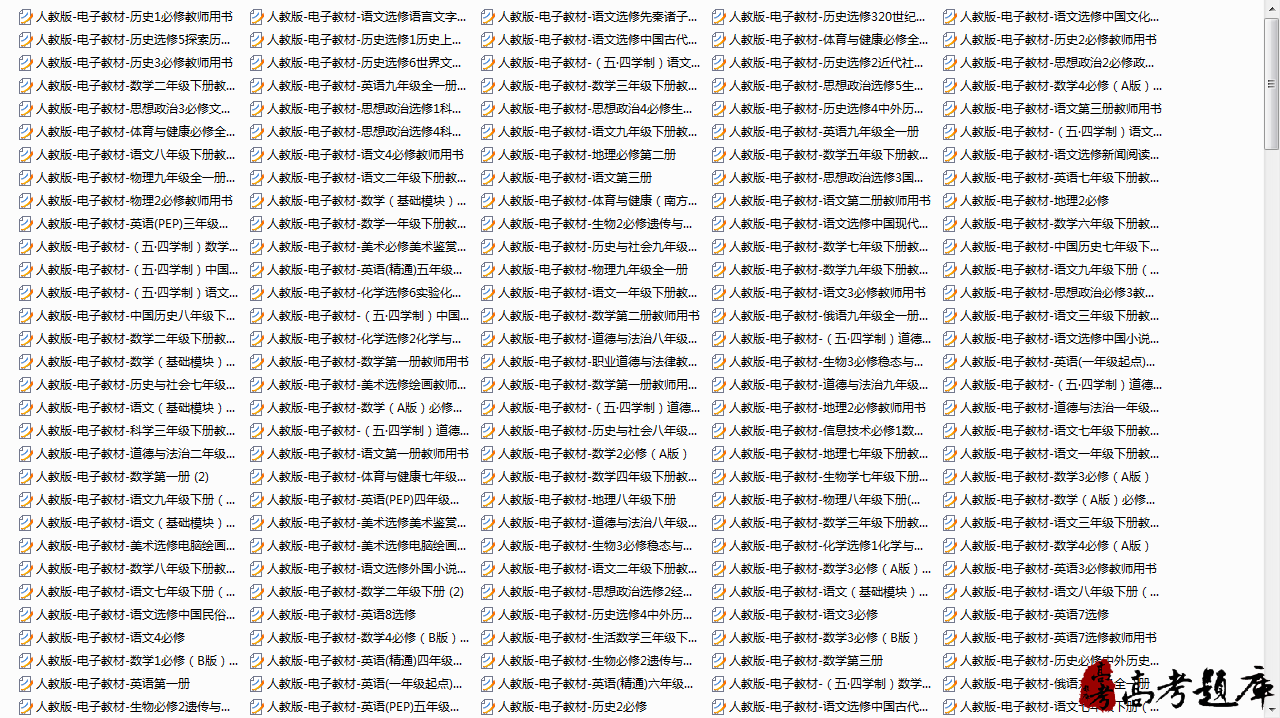 人教版-电子教材-历史1必修教师用书 人教版-电子教材-语文选修语言文字... 人教版-电子教材-语文选修先秦诸子... 人教版-电子教材-历史选修320世纪... 人教版-电子教材-语文选修中国文化...
人教版-电子教材-历史选修5探索历... 人教版-电子教材-历史选修1历史上... 人教版-电子教材-语文选修中国古代... 人教版-电子教材-体育与健康必修全... 人教版-电子教材-历史2必修教师用书
人教版-电子教材-历史3必修教师用书 人教版-电子教材-历史选修6世界文... 人教版-电子教材-（五·四学制）语文... 人教版-电子教材-历史选修2近代社... 人教版-电子教材-思想政治2必修政...
人教版-电子教材-数学二年级下册教... 人教版-电子教材-英语九年级全一册... 人教版-电子教材-数学三年级下册教... 人教版-电子教材-思想政治选修5生... 人教版-电子教材-数学4必修（A版）...
人教版-电子教材-思想政治3必修文... 人教版-电子教材-思想政治选修1科... 人教版-电子教材-思想政治4必修生... 人教版-电子教材-历史选修4中外历... 人教版-电子教材-语文第三册教师用书
人教版-电子教材-体育与健康必修全... 人教版-电子教材-思想政治选修4科... 人教版-电子教材-语文九年级下册教... 人教版-电子教材-英语九年级全一册 人教版-电子教材-（五·四学制）语文...
人教版-电子教材-语文八年级下册教... 人教版-电子教材-语文4必修教师用书 人教版-电子教材-地理必修第二册 人教版-电子教材-数学五年级下册教... 人教版-电子教材-语文选修新闻阅读...
人教版-电子教材-物理九年级全一册... 人教版-电子教材-语文二年级下册教... 人教版-电子教材-语文第三册 人教版-电子教材-思想政治选修3国... 人教版-电子教材-英语七年级下册教...
人教版-电子教材-物理2必修教师用书 人教版-电子教材-数学（基础模块）... 人教版-电子教材-体育与健康（南方... 人教版-电子教材-语文第二册教师用书 人教版-电子教材-地理2必修
人教版-电子教材-英语(PEP)三年级... 人教版-电子教材-数学一年级下册教... 人教版-电子教材-生物2必修遗传与... 人教版-电子教材-语文选修中国现代... 人教版-电子教材-数学六年级下册教...
人教版-电子教材-（五·四学制）数学... 人教版-电子教材-美术必修美术鉴赏... 人教版-电子教材-历史与社会九年级... 人教版-电子教材-数学七年级下册教... 人教版-电子教材-中国历史七年级下...
人教版-电子教材-（五·四学制）中国... 人教版-电子教材-英语(精通)五年级... 人教版-电子教材-物理九年级全一册 人教版-电子教材-数学九年级下册教... 人教版-电子教材-语文九年级下册（...
人教版-电子教材-（五·四学制）语文... 人教版-电子教材-化学选修6实验化... 人教版-电子教材-语文一年级下册教... 人教版-电子教材-语文3必修教师用书 人教版-电子教材-思想政治必修3教...
人教版-电子教材-中国历史八年级下... 人教版-电子教材-（五·四学制）中国... 人教版-电子教材-数学第二册教师用书 人教版-电子教材-俄语九年级全一册... 人教版-电子教材-语文三年级下册教...
人教版-电子教材-数学二年级下册教... 人教版-电子教材-化学选修2化学与... 人教版-电子教材-道德与法治八年级... 人教版-电子教材-（五·四学制）道德... 人教版-电子教材-语文选修中国小说...
人教版-电子教材-数学（基础模块）... 人教版-电子教材-数学第一册教师用书 人教版-电子教材-职业道德与法律教... 人教版-电子教材-生物3必修稳态与... 人教版-电子教材-英语(一年级起点)...
人教版-电子教材-历史与社会七年级... 人教版-电子教材-美术选修绘画教师... 人教版-电子教材-数学第一册教师用... 人教版-电子教材-道德与法治九年级... 人教版-电子教材-（五·四学制）道德...
人教版-电子教材-语文（基础模块）... 人教版-电子教材-数学（A版）必修... 人教版-电子教材-（五·四学制）道德... 人教版-电子教材-地理2必修教师用书 人教版-电子教材-道德与法治一年级...
人教版-电子教材-科学三年级下册教... 人教版-电子教材-（五·四学制）道德... 人教版-电子教材-历史与社会八年级... 人教版-电子教材-信息技术必修1数... 人教版-电子教材-语文七年级下册教...
人教版-电子教材-道德与法治二年级... 人教版-电子教材-语文第一册教师用书 人教版-电子教材-数学2必修（A版） 人教版-电子教材-地理七年级下册教... 人教版-电子教材-语文一年级下册教...
人教版-电子教材-数学第一册 (2) 人教版-电子教材-体育与健康七年级... 人教版-电子教材-数学四年级下册教... 人教版-电子教材-生物学七年级下册... 人教版-电子教材-数学3必修（A版）
人教版-电子教材-语文九年级下册（... 人教版-电子教材-英语(PEP)四年级... 人教版-电子教材-地理八年级下册 人教版-电子教材-物理八年级下册(... 人教版-电子教材-数学（A版）必修...
人教版-电子教材-语文（基础模块）... 人教版-电子教材-美术选修美术鉴赏... 人教版-电子教材-道德与法治八年级... 人教版-电子教材-数学三年级下册教... 人教版-电子教材-语文三年级下册教...
人教版-电子教材-美术选修电脑绘画... 人教版-电子教材-美术选修电脑绘画... 人教版-电子教材-生物3必修稳态与... 人教版-电子教材-化学选修1化学与... 人教版-电子教材-数学4必修（A版）
人教版-电子教材-数学八年级下册教... 人教版-电子教材-语文选修外国小说... 人教版-电子教材-语文二年级下册教... 人教版-电子教材-数学3必修（A版）... 人教版-电子教材-英语3必修教师用书
人教版-电子教材-语文七年级下册（... 人教版-电子教材-数学二年级下册 (2) 人教版-电子教材-思想政治选修2经... 人教版-电子教材-语文（基础模块）... 人教版-电子教材-语文八年级下册（...
人教版-电子教材-语文选修中国民俗... 人教版-电子教材-英语8选修 人教版-电子教材-历史选修4中外历... 人教版-电子教材-语文3必修 人教版-电子教材-英语7选修
人教版-电子教材-语文4必修 人教版-电子教材-数学4必修（B版）... 人教版-电子教材-生活数学三年级下... 人教版-电子教材-数学3必修（B版） 人教版-电子教材-英语7选修教师用书
人教版-电子教材-数学1必修（B版）... 人教版-电子教材-英语(精通)四年级... 人教版-电子教材-生物必修2遗传与... 人教版-电子教材-数学第三册 人教版-电子教材-历史必修中外历史...
人教版-电子教材-英语第一册 人教版-电子教材-英语(一年级起点)... 人教版-电子教材-英语(精通)六年级... 人教版-电子教材-（五·四学制）数学... 人教版-电子教材-俄语 全一册
人教版-电子教材-生物必修2遗传与... 人教版-电子教材-英语(PEP)五年级... 人教版-电子教材-历史2必修 人教版-电子教材-语文选修中国古代... 人教版-电子教材-语文七年级下册（...
高考 高考题库